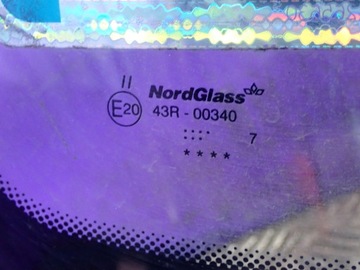 II
NordGlass
E20 43R - 00340
7
****